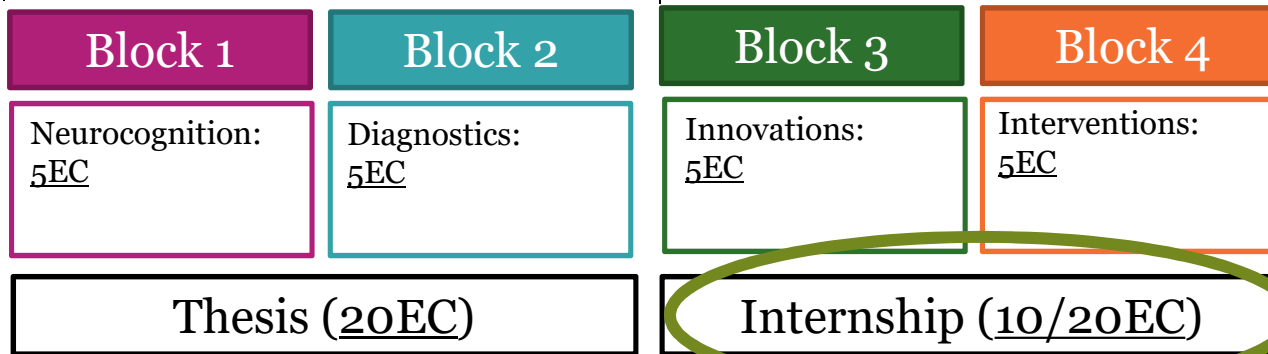 Block 1
Block 2
Block 3
Block 4
Neurocognition:
5EC
Diagnostics:
5EC
Innovations:
5EC
Interventions:
5EC
Thesis (20EC)
Internship (10/20EC)